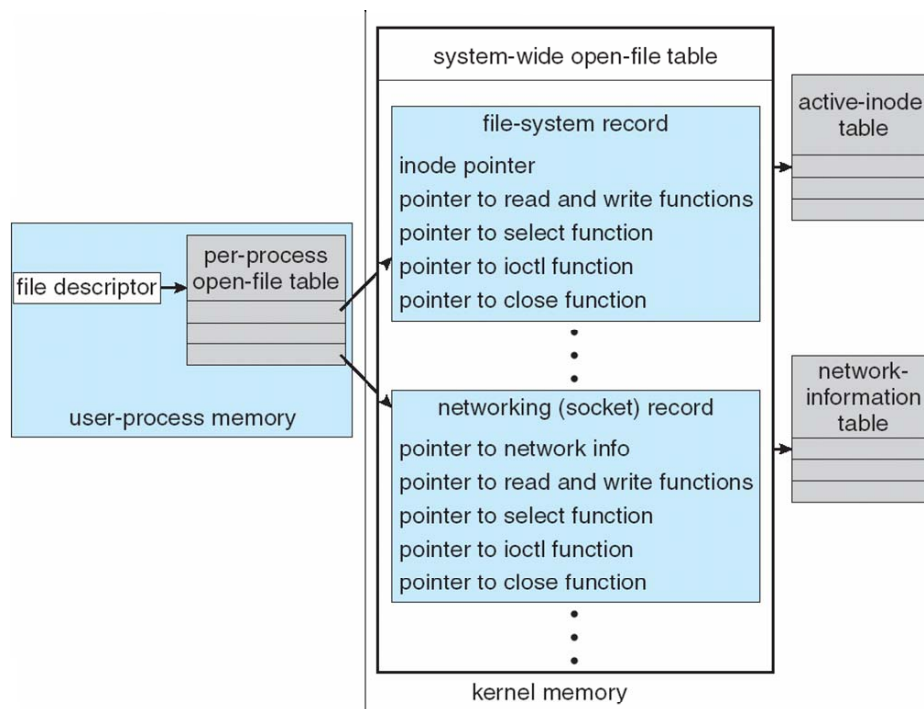 system-wide open-file table
file-system record
inode pointer
pointer to read and write functions
pointer to select function
pointer to ioctl function
pointer to close function
active-inode
table
per-process
open-file table
file descriptor
user-process memory
networking (socket) record
pointer to network info
pointer to read and write functions
pointer to select function
pointer to ioctl function
pointer to close function
network-
information
table
kernel memory